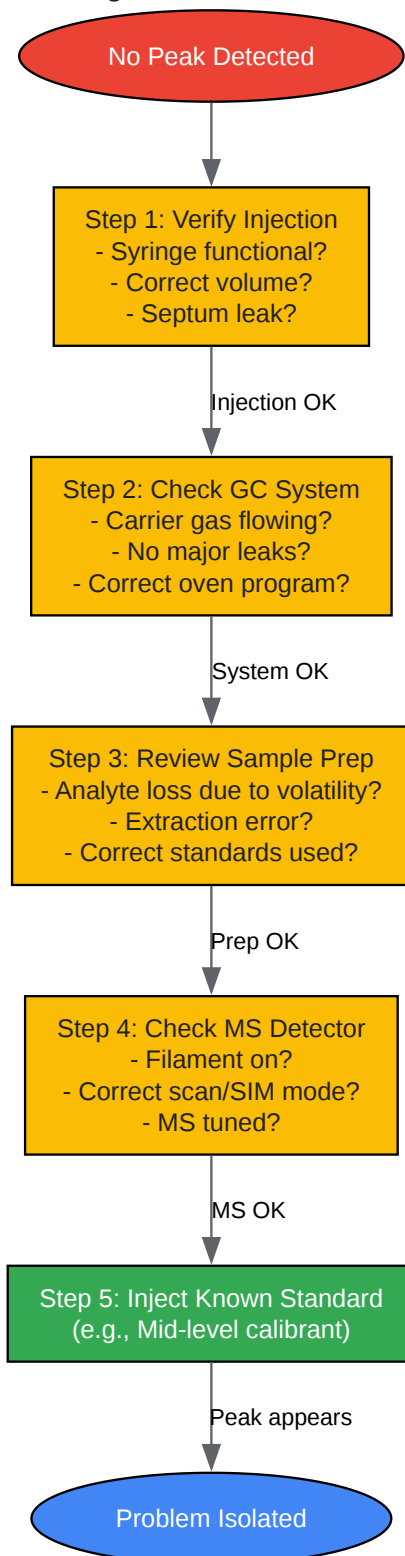 No Peak Detected
Step 1: Verify Injection
- Syringe functional?
- Correct volume?
- Septum leak?
Injection OK
Step 2: Check GC System
- Carrier gas flowing?
- No major leaks?
- Correct oven program?
System OK
Step 3: Review Sample Prep
- Analyte loss due to volatility?
- Extraction error?
- Correct standards used?
Prep OK
Step 4: Check MS Detector
- Filament on?
- Correct scan/SIM mode?
- MS tuned?
MS OK
Step 5: Inject Known Standard
(e.g., Mid-level calibrant)
Peak appears
Problem Isolated